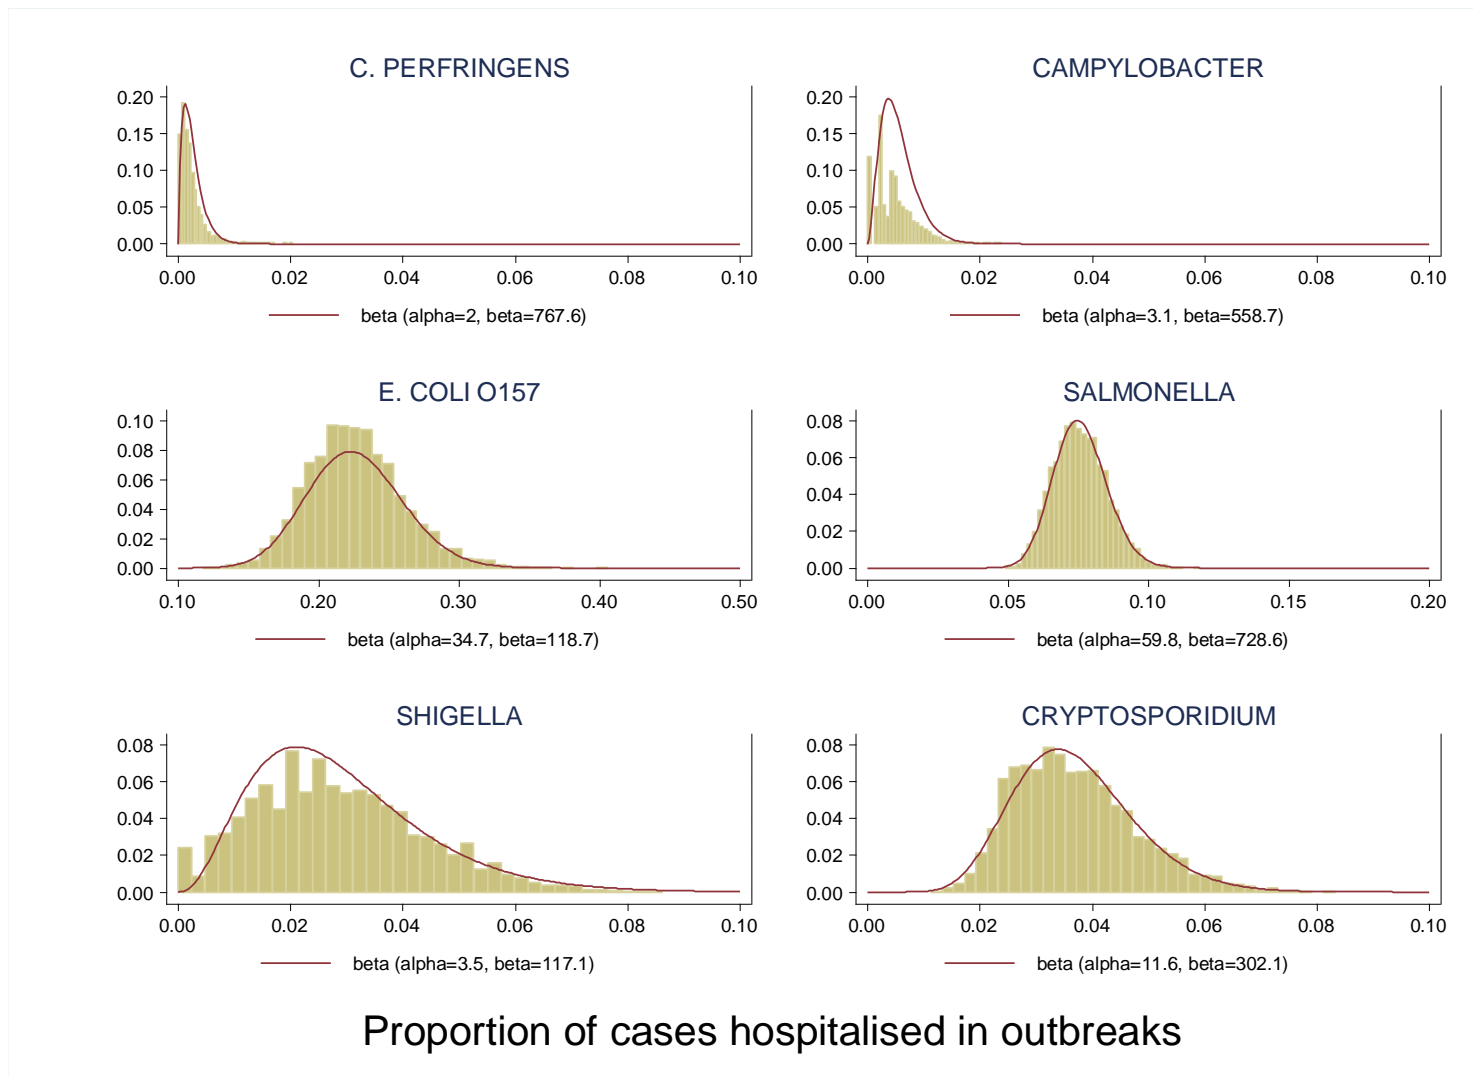 C. PERFRINGENS
0.20
0.15
0.10
0.05
0.00
0.00 0.02 0.04 0.06 0.08 0.10
beta (alpha=2, beta=767.6)
CAMPYLOBACTER
0.20
0.15
0.10
0.05
0.00
0.00 0.02 0.04 0.06 0.08 0.10
beta (alpha=3.1, beta=558.7)
E. COLI O157
0.10
0.08
0.06
0.04
0.02
0.00
0.10 0.20 0.30 0.40 0.50
beta (alpha=34.7, beta=118.7)
SALMONELLA
0.08
0.06
0.04
0.02
0.00
0.00 0.05 0.10 0.15 0.20
beta (alpha=59.8, beta=728.6)
SHIGELLA
0.08
0.06
0.04
0.02
0.00
0.00 0.02 0.04 0.06 0.08 0.10
beta (alpha=3.5, beta=117.1)
CRYPTOSPORIDIUM
0.08
0.06
0.04
0.02
0.00
0.00 0.02 0.04 0.06 0.08 0.10
beta (alpha=11.6, beta=302.1)
Proportion of cases hospitalised in outbreaks